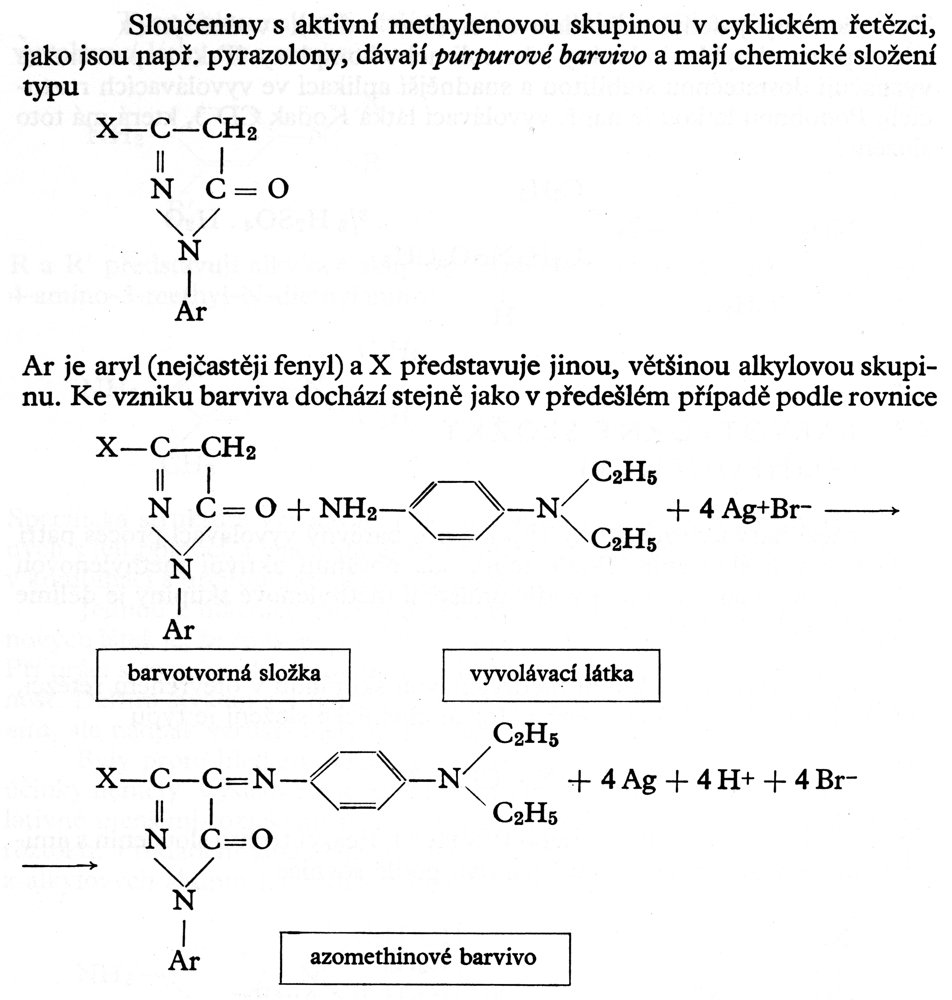 Sloučeniny s aktivní methylenovou skupinou v cyklickém řetězci,
jako jsou např. pyrazolony, dávají purpurové barvivo a mají chemické složení
typu
X—C—CH₂
N C=O
N
Ar
Ar je aryl (nejčastěji fenyl) a X představuje jinou, většinou alkylovou skupi-
nu. Ke vzniku barviva dochází stejně jako v předešlém případě podle rovnice
X—C—CH₂
C₂H₅
N C=O + NH₂— —N + 4 Ag⁺Br⁻ ⟶
C₂H₅
N
Ar
barvotvorná složka vyvolávací látka
C₂H₅
X—C—C=N— —N + 4 Ag + 4 H⁺ + 4 Br⁻
C₂H₅
N C=O
⟶
N
Ar
azomethinové barvivo